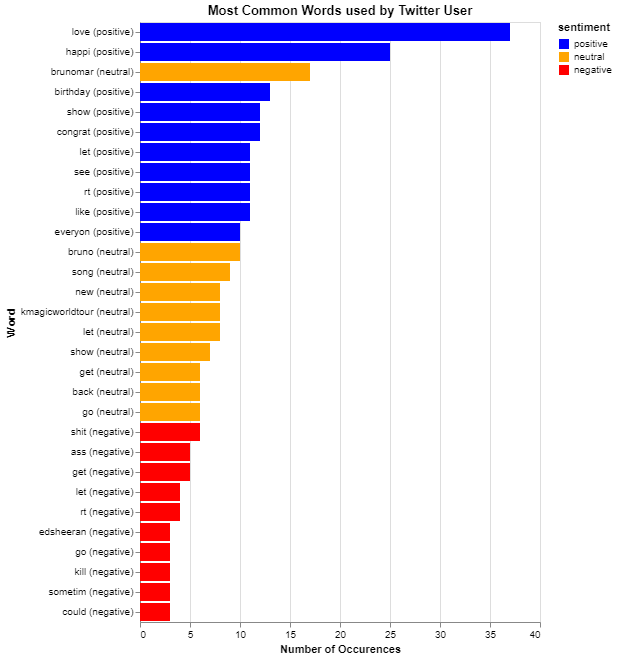 Most Common Words used by Twitter User
sentiment
positive
neutral
negative
Word
love (positive)
happi (positive)
brunomar (neutral)
birthday (positive)
show (positive)
congrat (positive)
let (positive)
see (positive)
rt (positive)
like (positive)
everyon (positive)
bruno (neutral)
song (neutral)
new (neutral)
kmagicworldtour (neutral)
let (neutral)
show (neutral)
get (neutral)
back (neutral)
go (neutral)
shit (negative)
ass (negative)
get (negative)
let (negative)
rt (negative)
edsheeran (negative)
go (negative)
kill (negative)
sometim (negative)
could (negative)
0 5 10 15 20 25 30 35 40
Number of Occurences